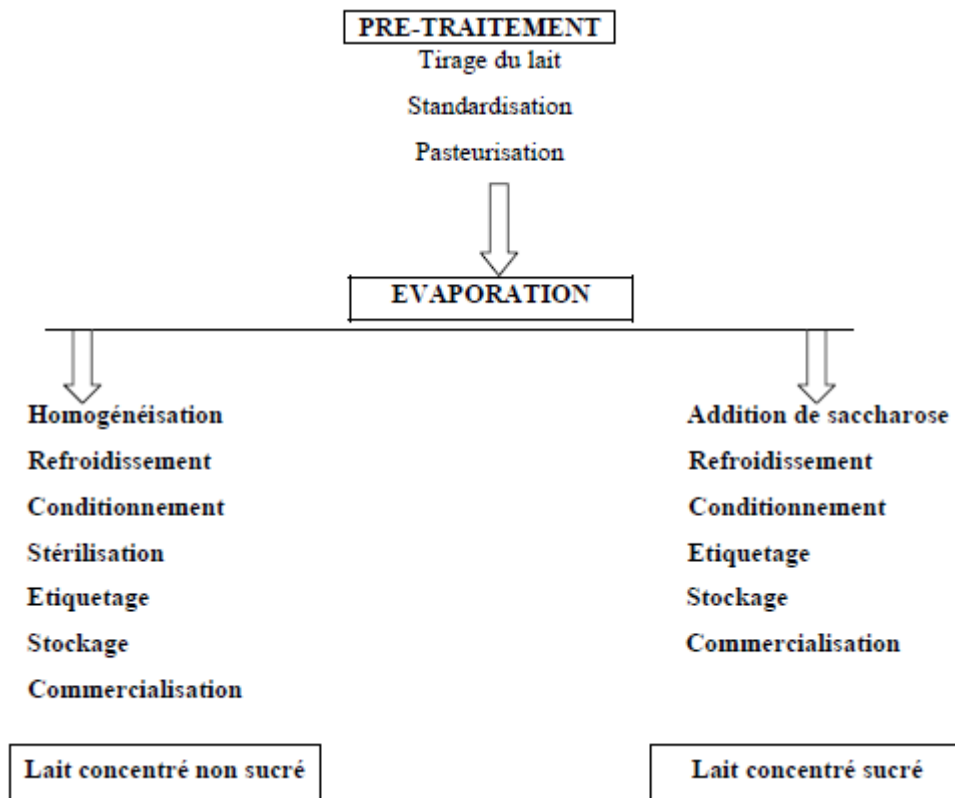 PRE-TRAITEMENT
Tirage du lait
Standardisation
Pasteurisation
EVAPORATION
Homogénéisation
Refroidissement
Conditionnement
Stérilisation
Etiquetage
Stockage
Commercialisation
Lait concentré non sucré
Addition de saccharose
Refroidissement
Conditionnement
Etiquetage
Stockage
Commercialisation
Lait concentré sucré